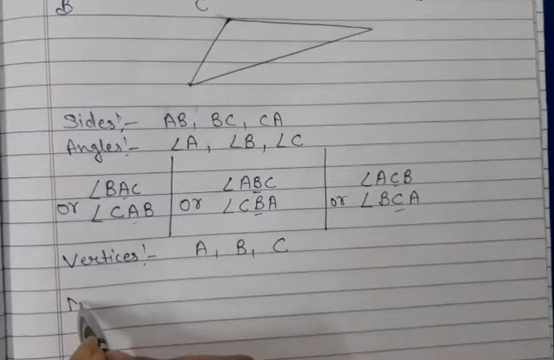 B C
Sides:- AB, BC, CA
Angles:- ∠A, ∠B, ∠C
∠BAC ∠ABC ∠ACB
or ∠CAB or ∠CBA or ∠BCA
Vertices:- A, B, C